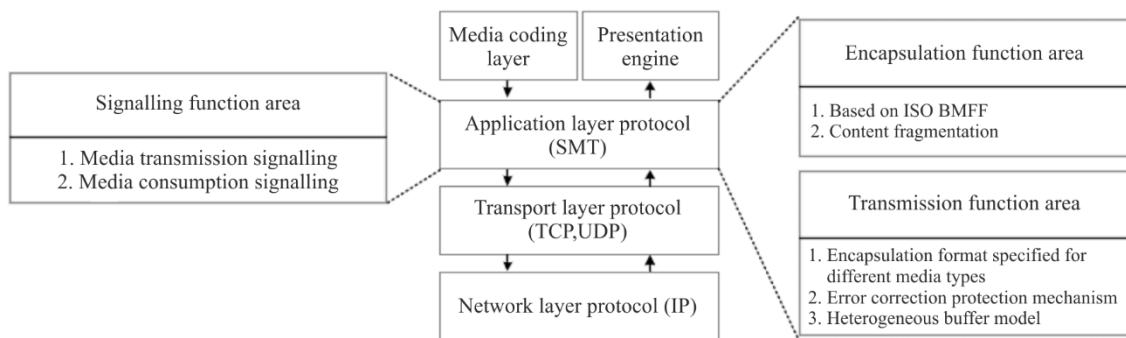 Media coding
layer
Presentation
engine
Signalling function area
1. Media transmission signalling
2. Media consumption signalling
Application layer protocol
(SMT)
Transport layer protocol
(TCP,UDP)
Network layer protocol (IP)
Encapsulation function area
1. Based on ISO BMFF
2. Content fragmentation
Transmission function area
1. Encapsulation format specified for
different media types
2. Error correction protection mechanism
3. Heterogeneous buffer model